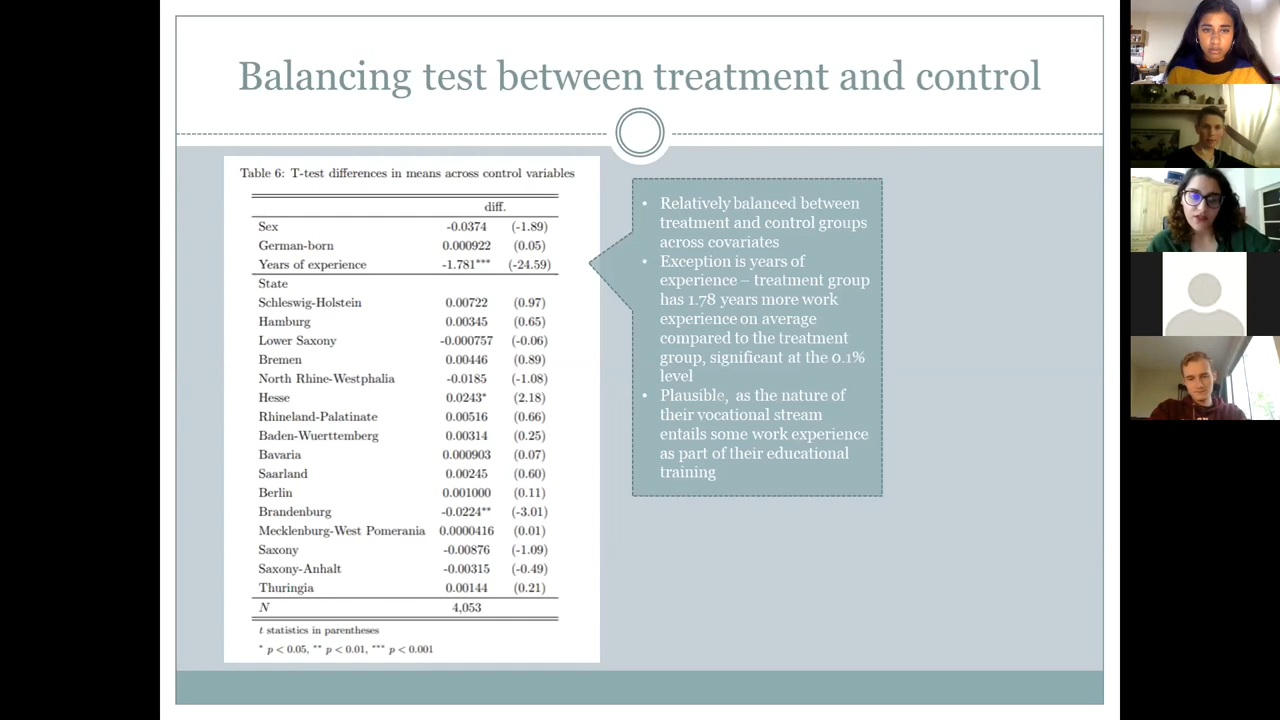 Balancing test between treatment and control
Table 6: T-test differences in means across control variables
diff.
Sex -0.0374 (-1.89)
German-born 0.000922 (0.05)
Years of experience -1.781*** (-24.59)
State
Schleswig-Holstein 0.00722 (0.97)
Hamburg 0.00345 (0.65)
Lower Saxony -0.000757 (-0.06)
Bremen 0.00446 (0.89)
North Rhine-Westphalia -0.0185 (-1.08)
Hesse 0.0243* (2.18)
Rhineland-Palatinate 0.00516 (0.66)
Baden-Wuerttemberg 0.00314 (0.25)
Bavaria 0.000903 (0.07)
Saarland 0.00245 (0.60)
Berlin 0.001000 (0.11)
Brandenburg -0.0224** (-3.01)
Mecklenburg-West Pomerania 0.0000416 (0.01)
Saxony -0.00876 (-1.09)
Saxony-Anhalt -0.00315 (-0.49)
Thuringia 0.00144 (0.21)
N 4,053
t statistics in parentheses
* p < 0.05, ** p < 0.01, *** p < 0.001
• Relatively balanced between
treatment and control groups
across covariates
• Exception is years of
experience – treatment group
has 1.78 years more work
experience on average
compared to the treatment
group, significant at the 0.1%
level
• Plausible, as the nature of
their vocational stream
entails some work experience
as part of their educational
training